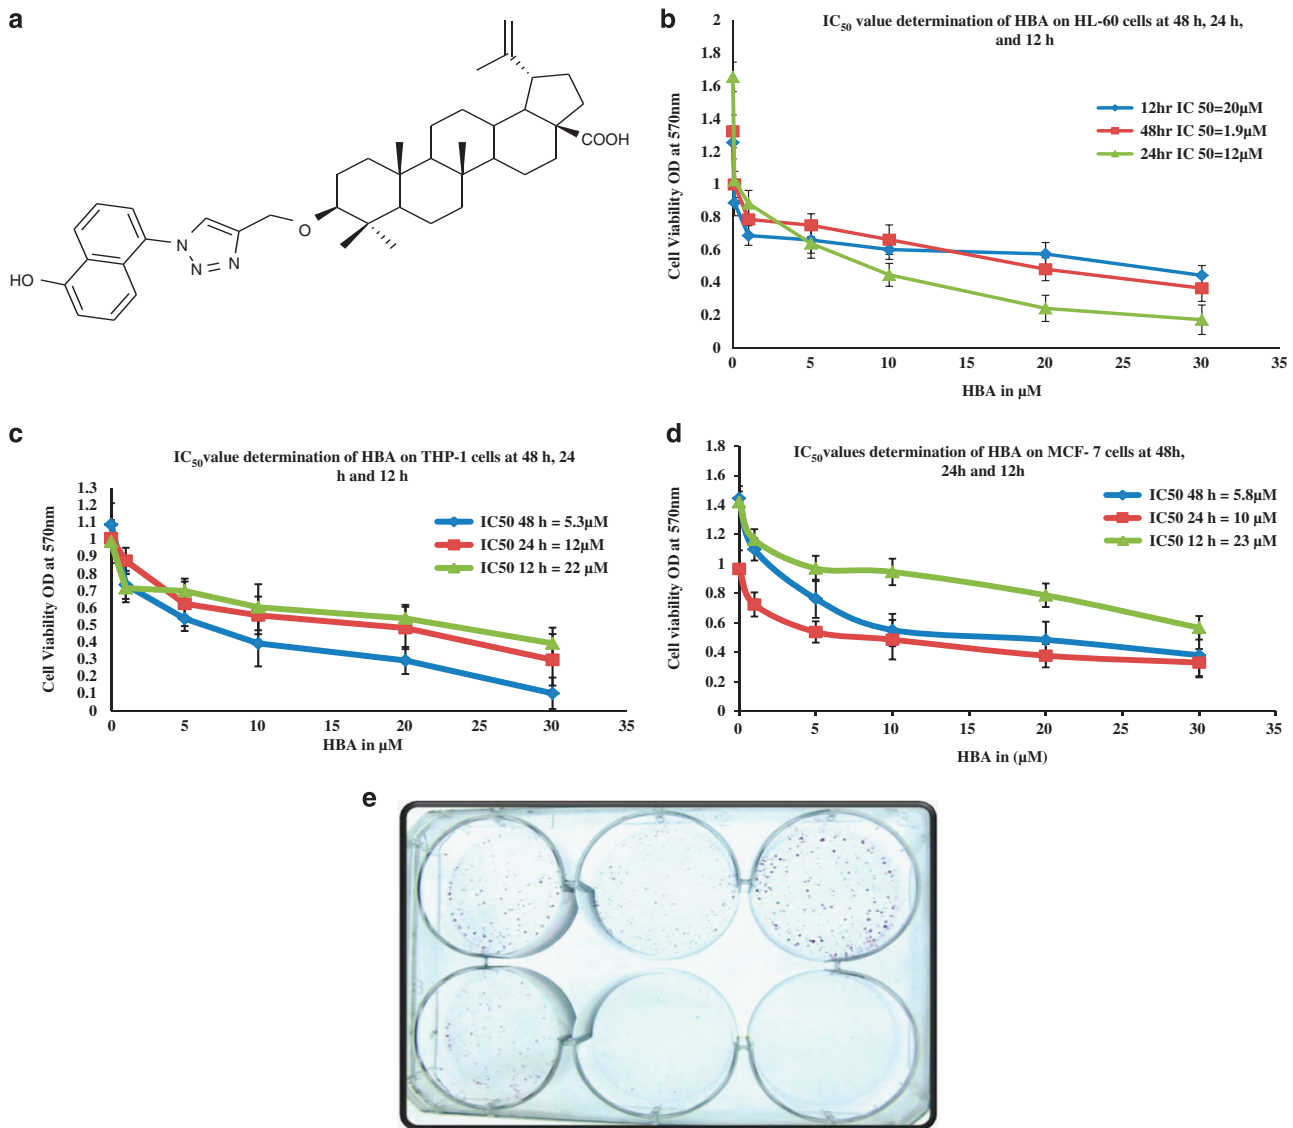 a
COOH
O
HO
N
N
N
b
IC50 value determination of HBA on HL-60 cells at 48 h, 24 h,
and 12 h
Cell Viability OD at 570nm
2
1.8
1.6
1.4
1.2
1
0.8
0.6
0.4
0.2
0
12hr IC 50=20µM
48hr IC 50=1.9µM
24hr IC 50=12µM
0 5 10 15 20 25 30 35
HBA in µM
c
IC50 value determination of HBA on THP-1 cells at 48 h, 24
h and 12 h
Cell Viability OD at 570nm
1.3
1.2
1.1
1
0.9
0.8
0.7
0.6
0.5
0.4
0.3
0.2
0.1
0
IC50 48 h = 5.3µM
IC50 24 h = 12µM
IC50 12 h = 22 µM
0 5 10 15 20 25 30 35
HBA in µM
d
IC50values determination of HBA on MCF- 7 cells at 48h,
24h and 12h
Cell viability OD at 570nm
1.8
1.6
1.4
1.2
1
0.8
0.6
0.4
0.2
0
IC50 48 h = 5.8µM
IC50 24 h = 10 µM
IC50 12 h = 23 µM
0 5 10 15 20 25 30 35
HBA in (µM)
e